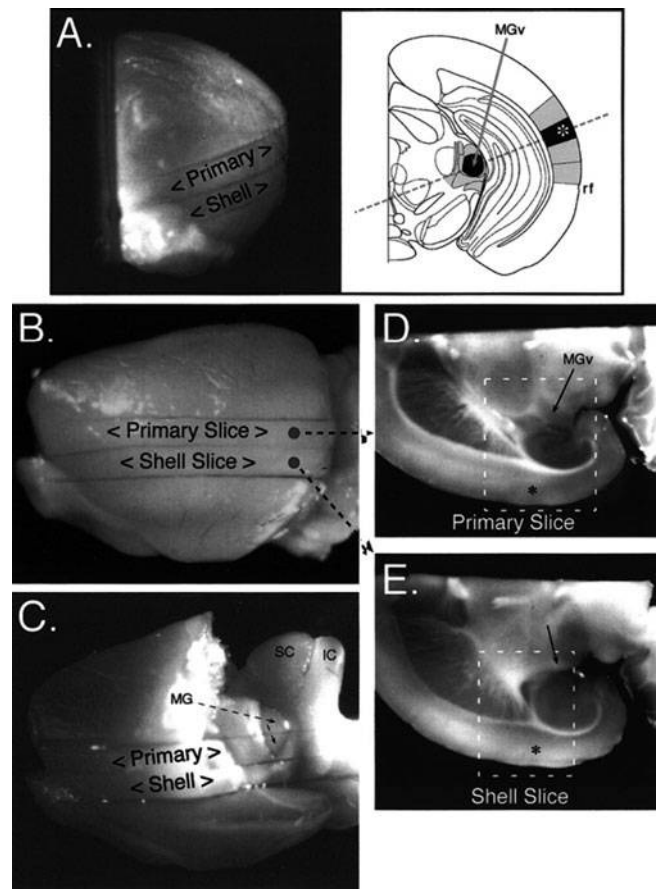 A.
< Primary >
< Shell >
MGv
*
rf
B.
< Primary Slice >
< Shell Slice >
C.
SC
IC
MG
< Primary >
< Shell >
D.
MGv
*
Primary Slice
E.
*
Shell Slice